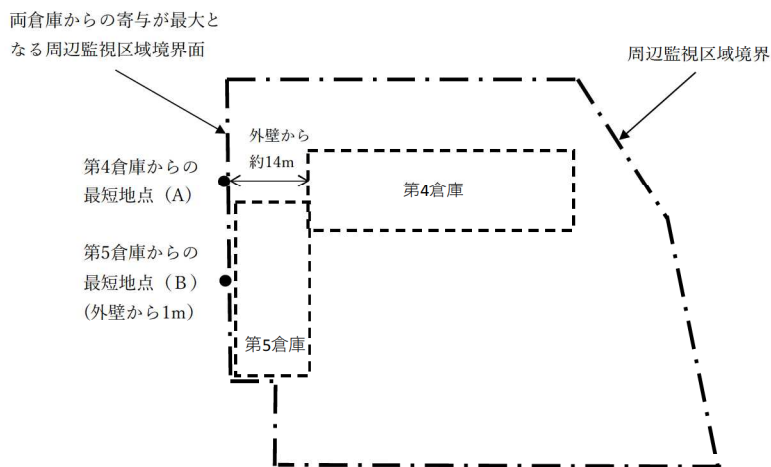 両倉庫からの寄与が最大と
なる周辺監視区域境界面
周辺監視区域境界
外壁から
約14m
第4倉庫からの
最短地点（A）
第4倉庫
第5倉庫からの
最短地点（B）
(外壁から1m）
第5倉庫